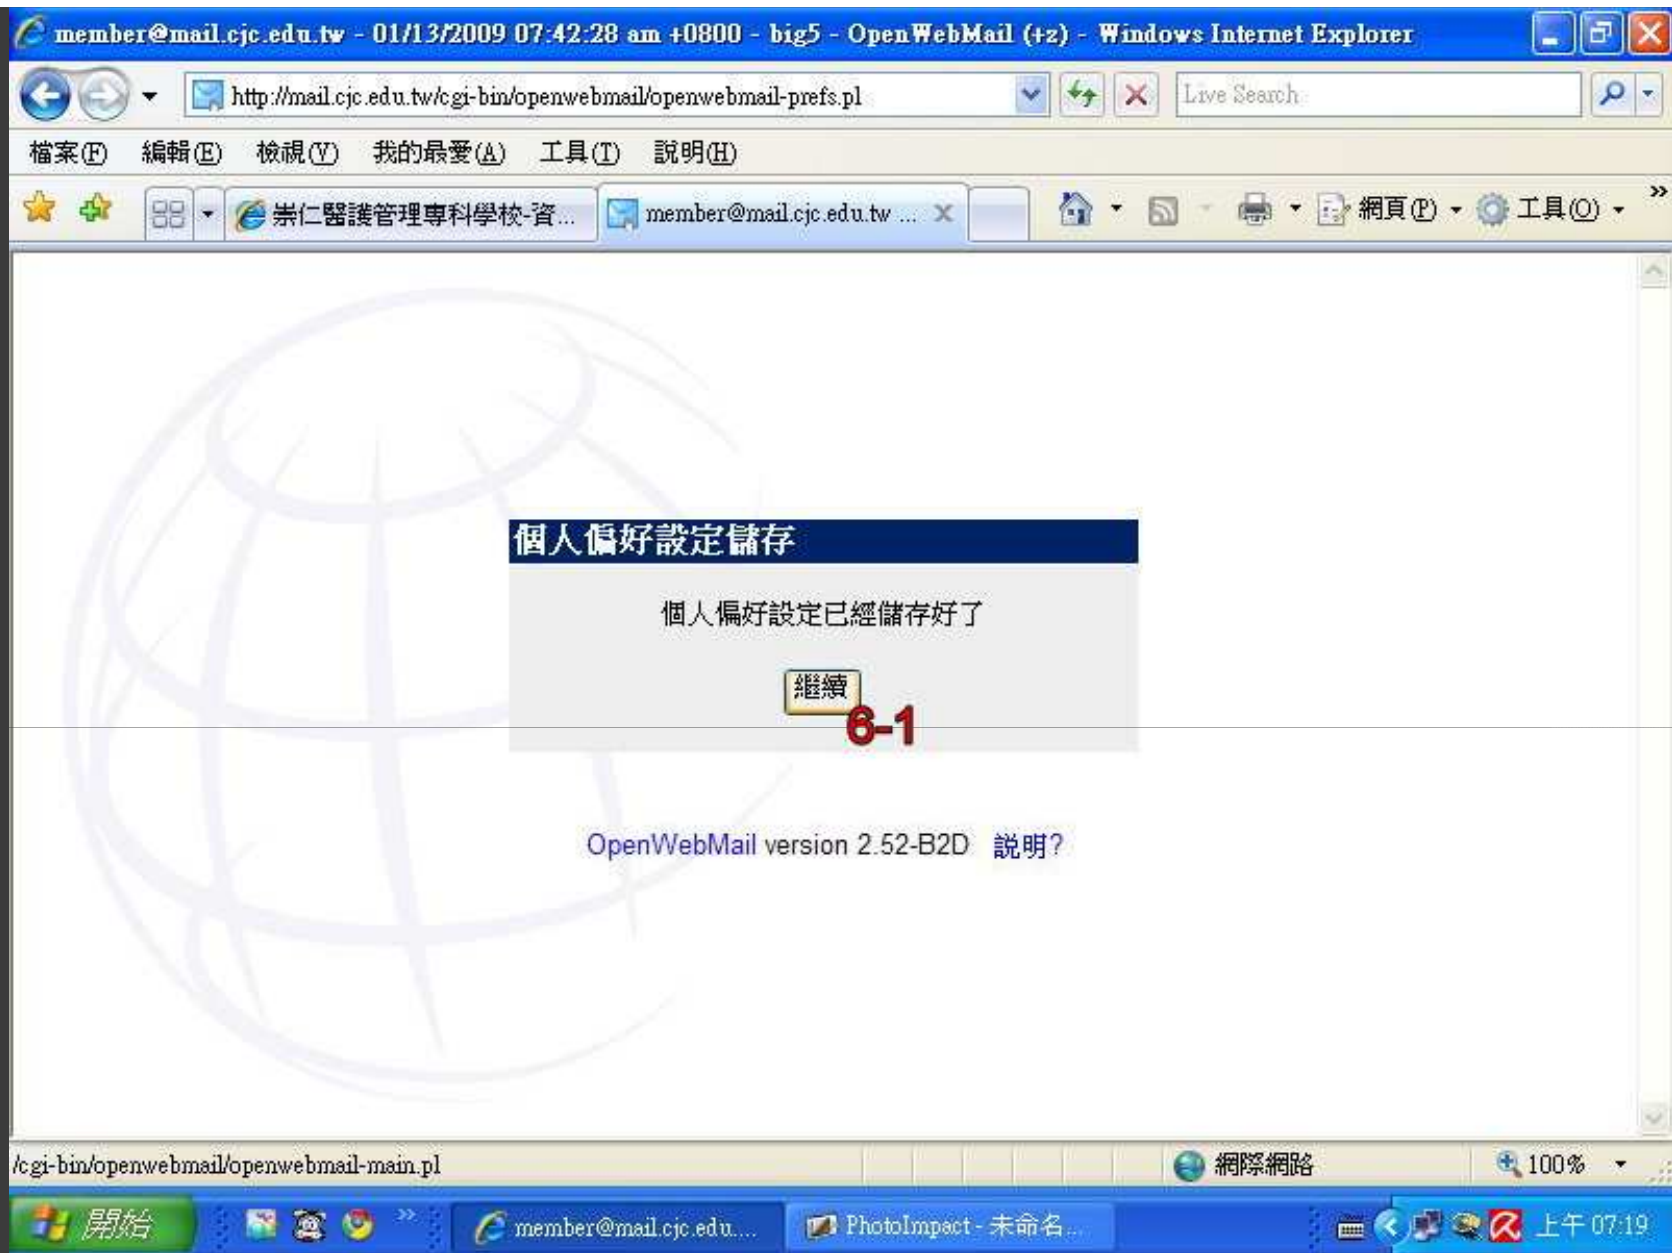 member@mail.cjc.edu.tw - 01/13/2009 07:42:28 am +0800 - big5 - OpenWebMail (+z) - Windows Internet Explorer
http://mail.cjc.edu.tw/cgi-bin/openwebmail/openwebmail-prefs.pl
Live Search
檔案(F) 編輯(E) 檢視(V) 我的最愛(A) 工具(T) 說明(H)
崇仁醫護管理專科學校-資... member@mail.cjc.edu.tw ... 網頁(P) 工具(O) »
個人偏好設定儲存
個人偏好設定已經儲存好了
繼續
6-1
OpenWebMail version 2.52-B2D 說明?
/cgi-bin/openwebmail/openwebmail-main.pl 網際網路 100%
開始 » member@mail.cjc.edu.... PhotoImpact - 未命名... 上午 07:19